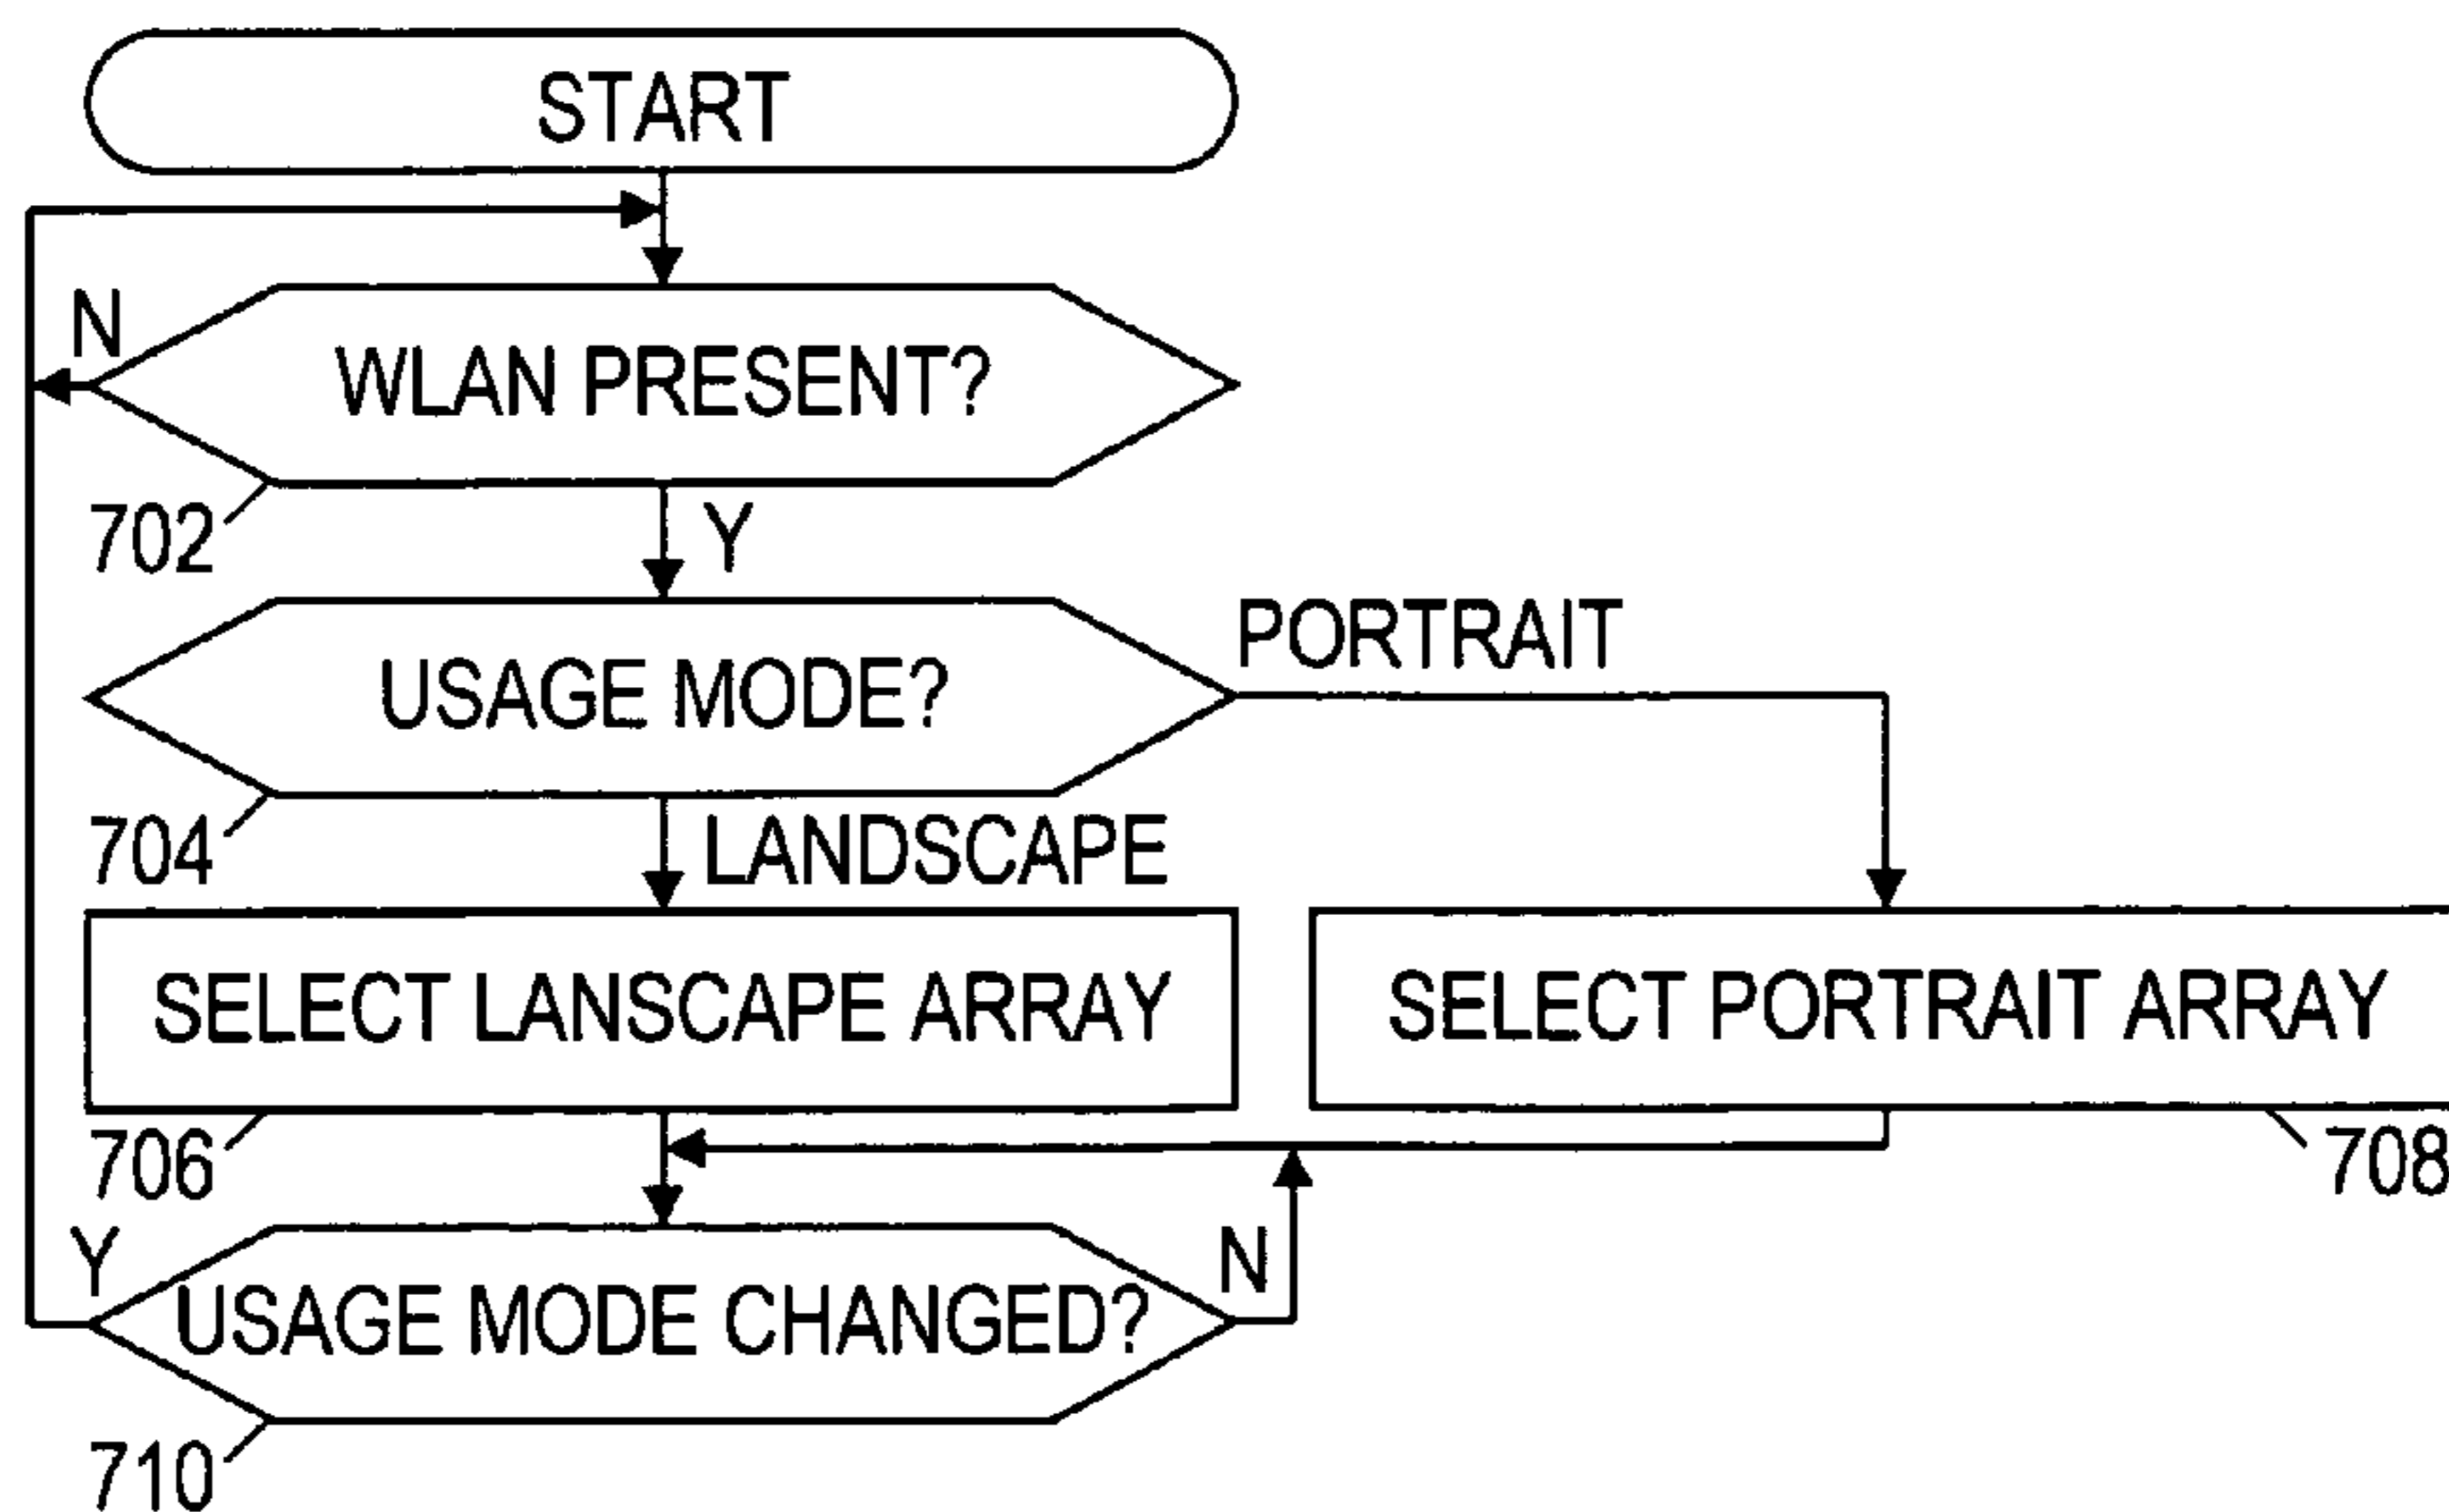 START
N
WLAN PRESENT?
702
Y
PORTRAIT
USAGE MODE?
704
LANDSCAPE
SELECT LANSCAPE ARRAY
SELECT PORTRAIT ARRAY
706
708
Y
N
USAGE MODE CHANGED?
710